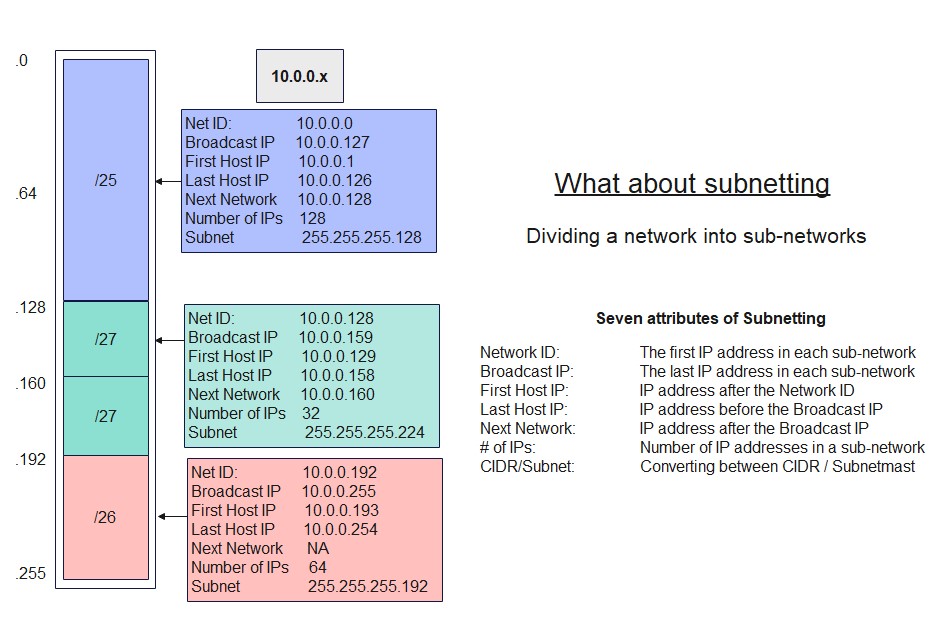 .0
.64
.128
.160
.192
.255
/25
/27
/27
/26
10.0.0.x
Net ID: 10.0.0.0
Broadcast IP 10.0.0.127
First Host IP 10.0.0.1
Last Host IP 10.0.0.126
Next Network 10.0.0.128
Number of IPs 128
Subnet 255.255.255.128
Net ID: 10.0.0.128
Broadcast IP 10.0.0.159
First Host IP 10.0.0.129
Last Host IP 10.0.0.158
Next Network 10.0.0.160
Number of IPs 32
Subnet 255.255.255.224
Net ID: 10.0.0.192
Broadcast IP 10.0.0.255
First Host IP 10.0.0.193
Last Host IP 10.0.0.254
Next Network NA
Number of IPs 64
Subnet 255.255.255.192
What about subnetting
Dividing a network into sub-networks
Seven attributes of Subnetting
Network ID: The first IP address in each sub-network
Broadcast IP: The last IP address in each sub-network
First Host IP: IP address after the Network ID
Last Host IP: IP address before the Broadcast IP
Next Network: IP address after the Broadcast IP
# of IPs: Number of IP addresses in a sub-network
CIDR/Subnet: Converting between CIDR / Subnetmast